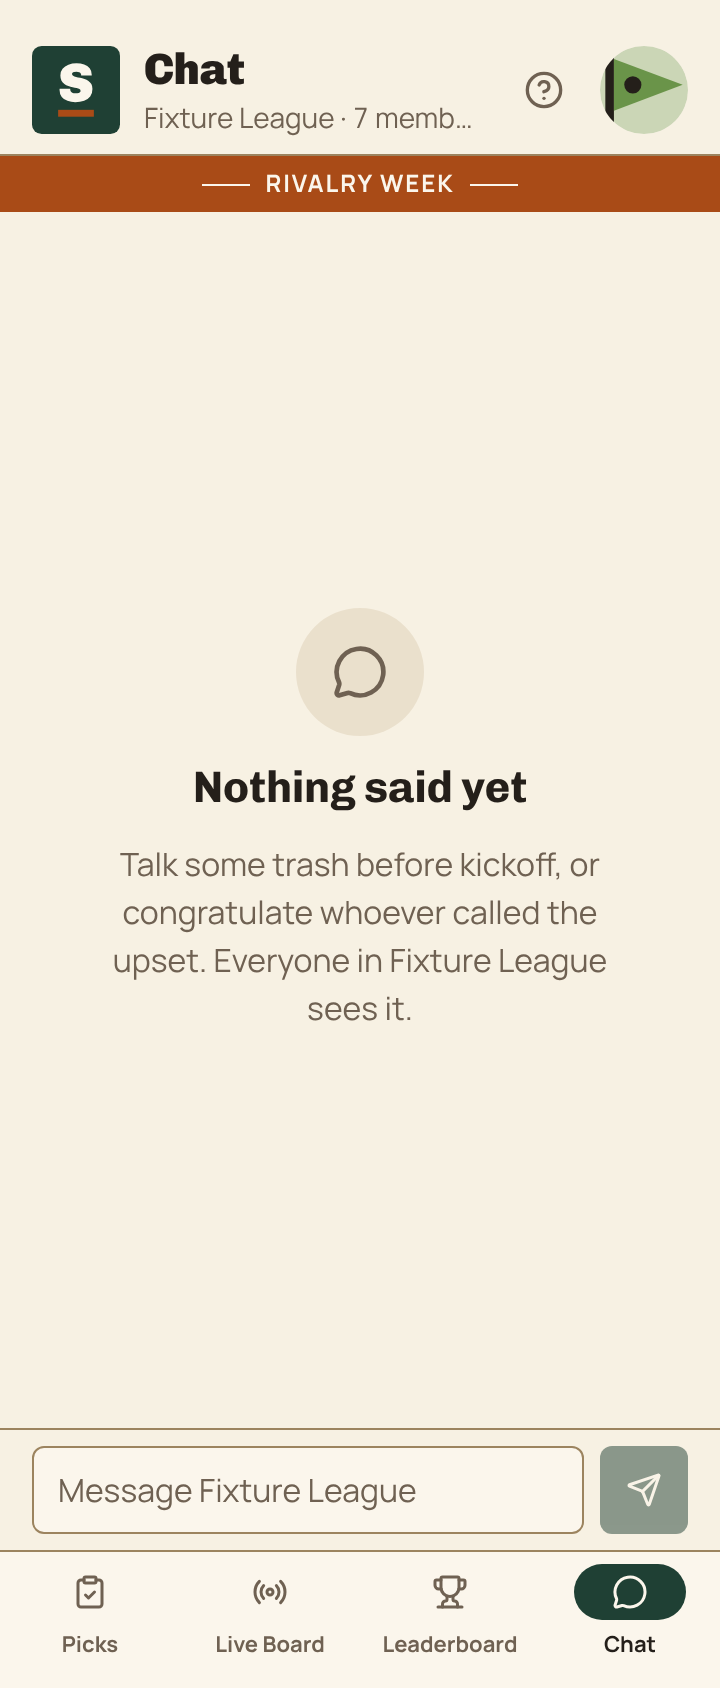 S
Chat
Fixture League · 7 memb...
RIVALRY WEEK
Nothing said yet
Talk some trash before kickoff, or
congratulate whoever called the
upset. Everyone in Fixture League
sees it.
Message Fixture League
Picks
Live Board
Leaderboard
Chat